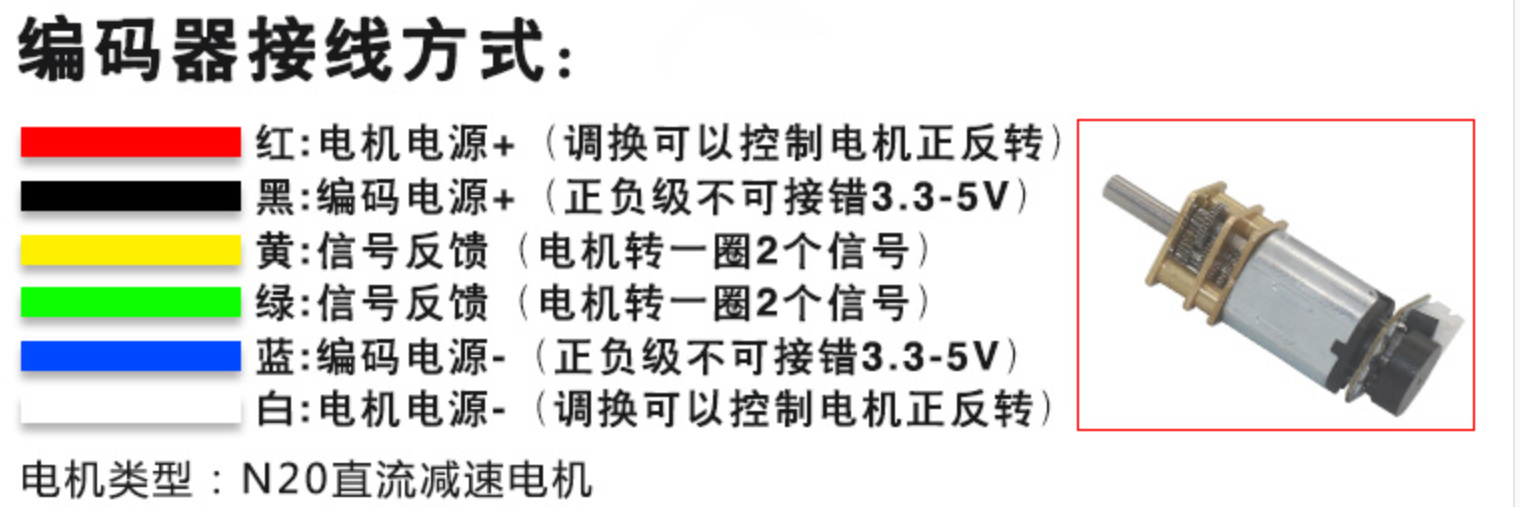 编码器接线方式：
红:电机电源+（调换可以控制电机正反转）
黑:编码电源+（正负级不可接错3.3-5V）
黄:信号反馈（电机转一圈2个信号）
绿:信号反馈（电机转一圈2个信号）
蓝:编码电源-（正负级不可接错3.3-5V）
白:电机电源-（调换可以控制电机正反转）
电机类型：N20直流减速电机